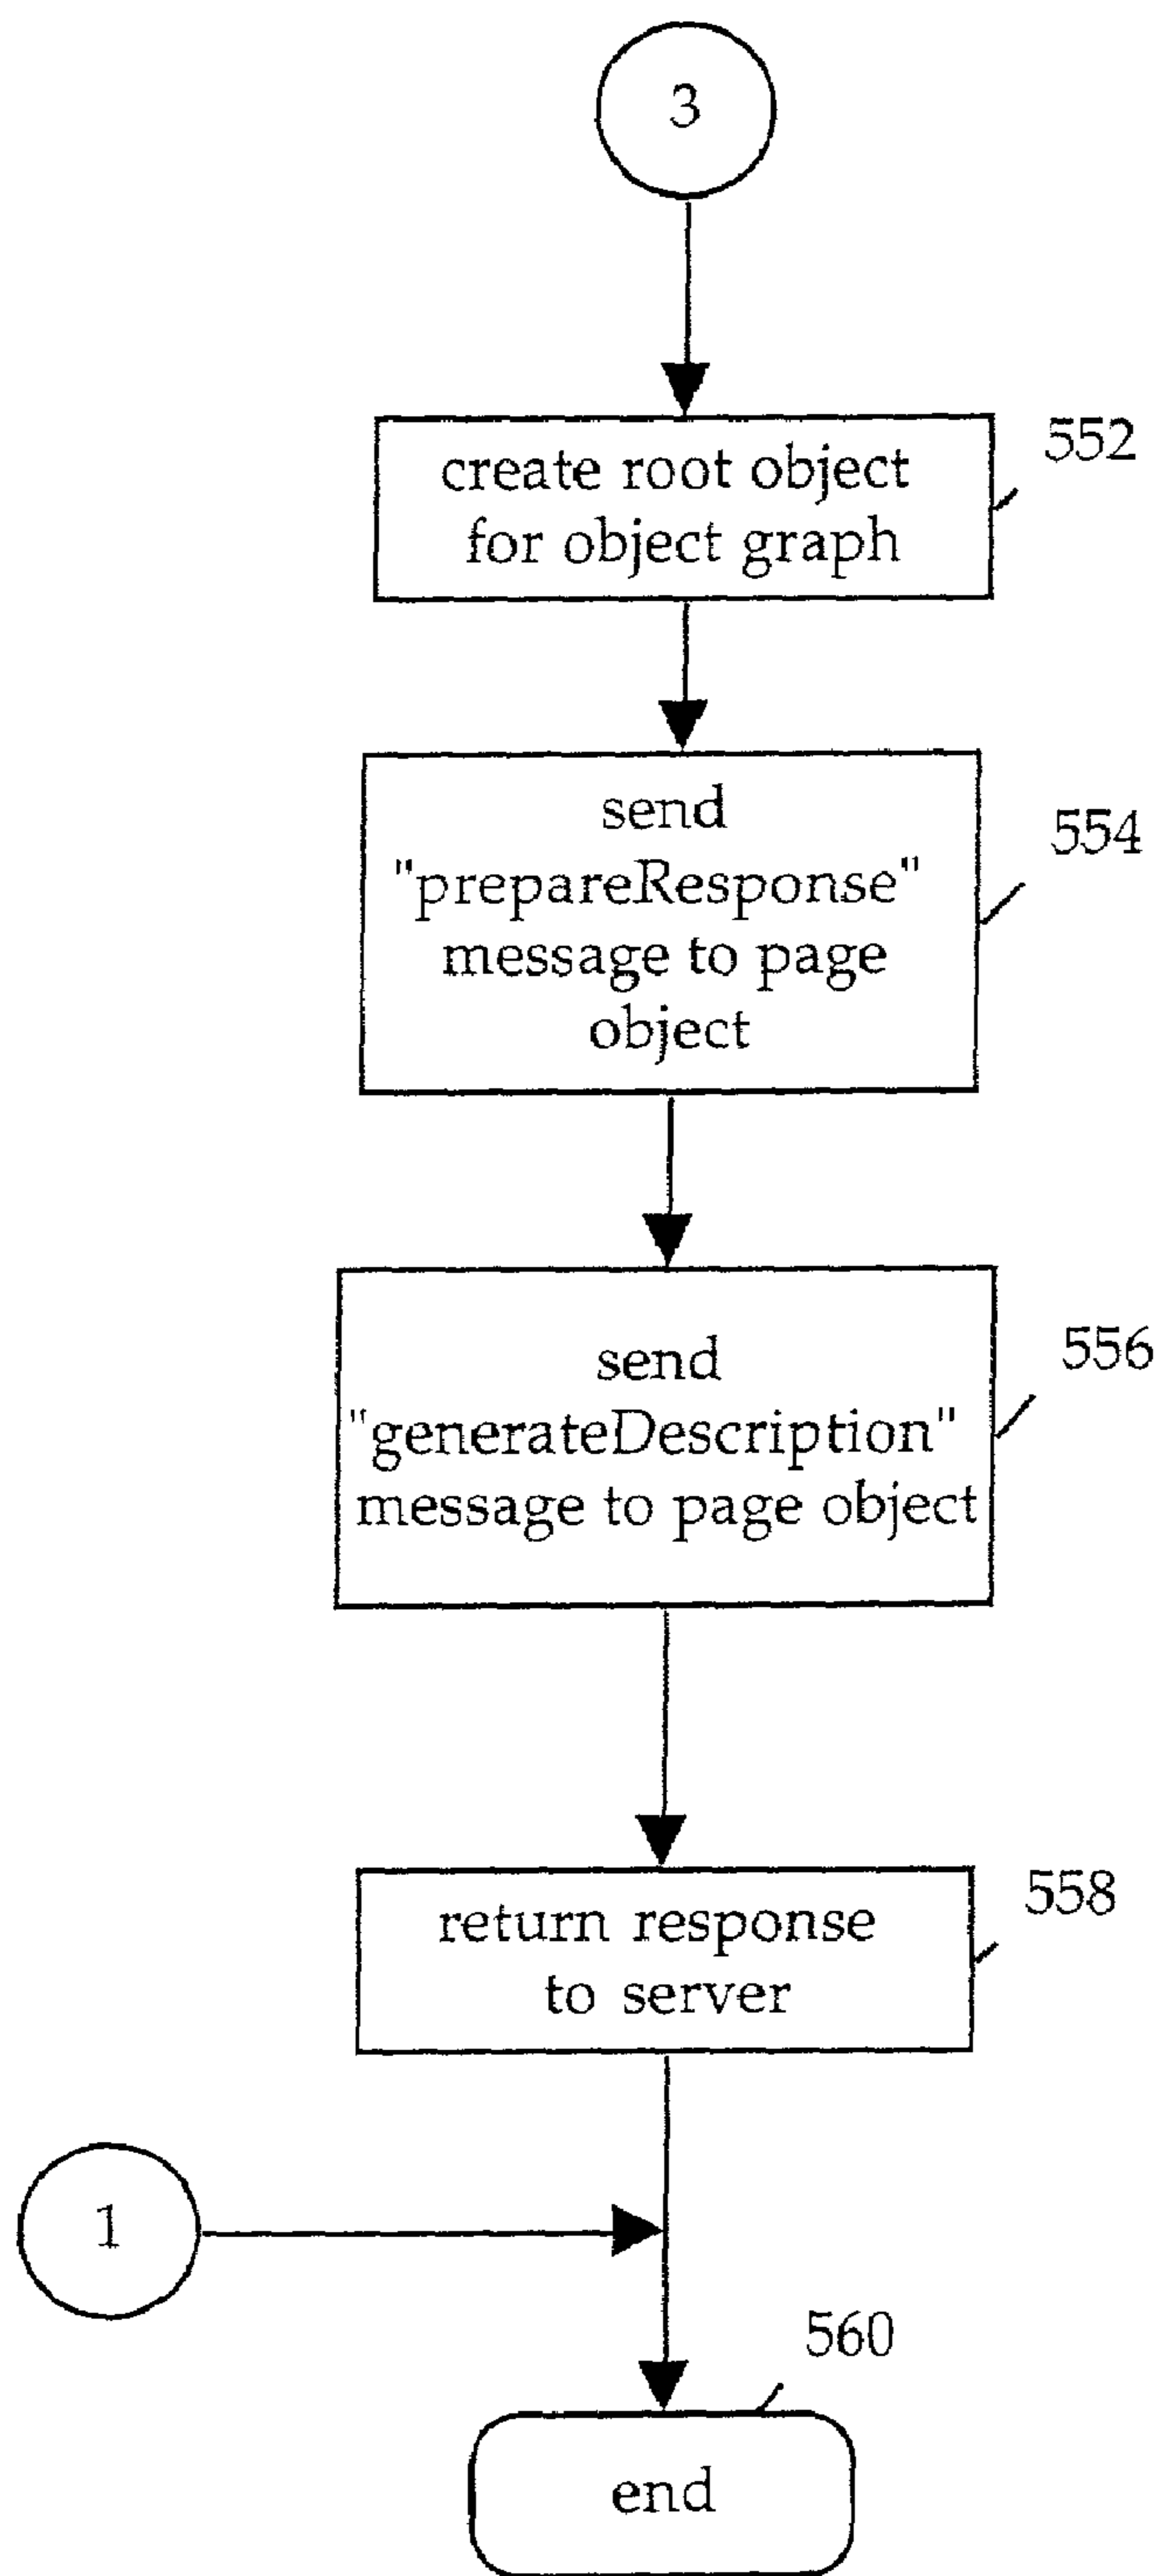 3
create root object
for object graph
552
send
"prepareResponse"
message to page
object
554
send
"generateDescription"
message to page object
556
return response
to server
558
1
560
end